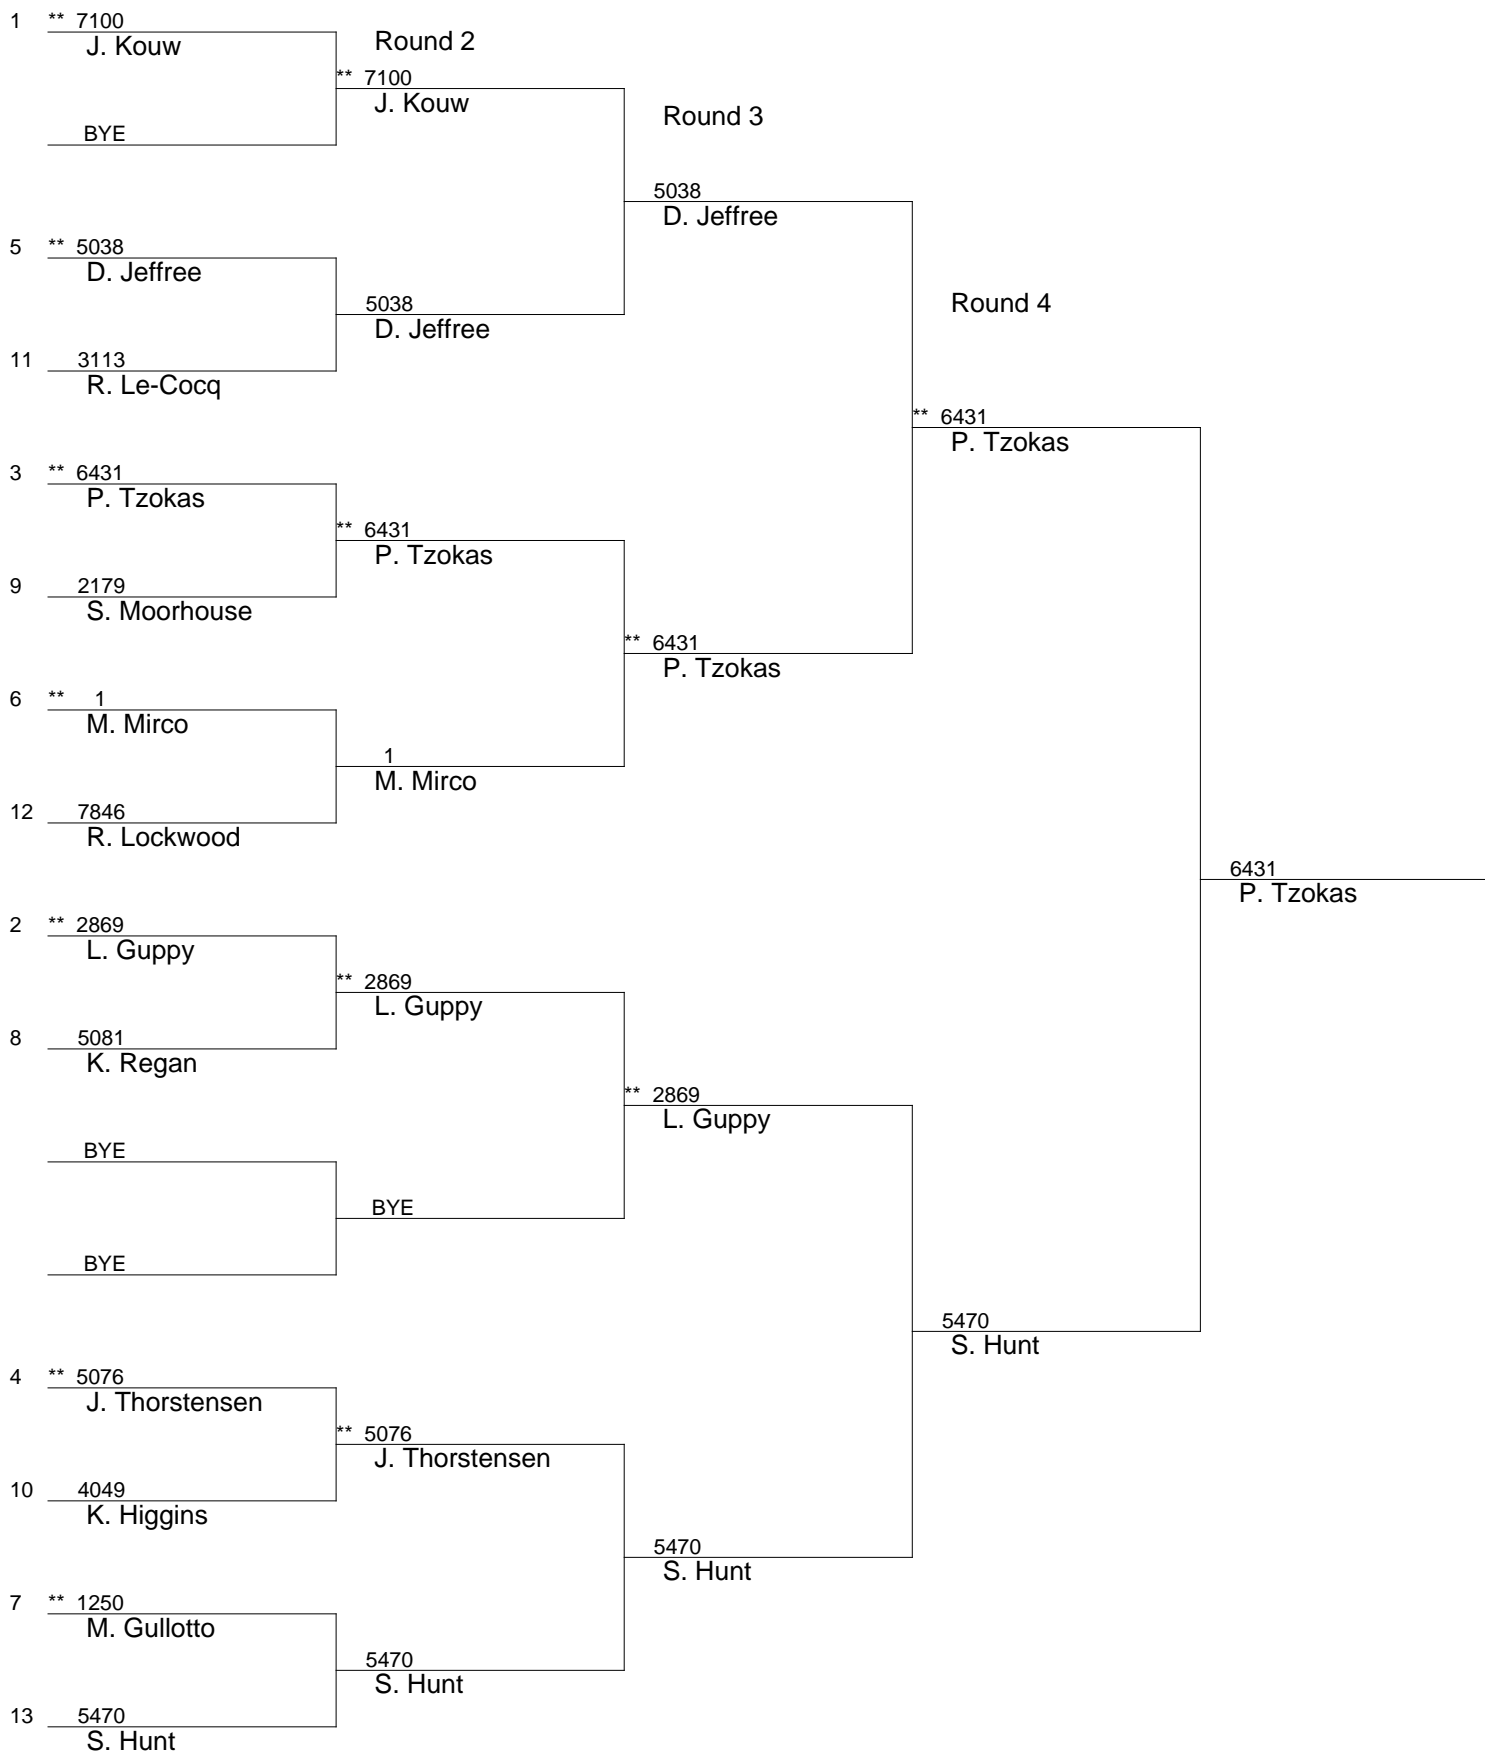 1 ** 7100
J. Kouw
Round 2
** 7100
J. Kouw
Round 3
BYE
5038
D. Jeffree
5 ** 5038
D. Jeffree
5038
D. Jeffree
Round 4
11 3113
R. Le-Cocq
** 6431
P. Tzokas
3 ** 6431
P. Tzokas
** 6431
P. Tzokas
9 2179
S. Moorhouse
** 6431
P. Tzokas
6 ** 1
M. Mirco
1
M. Mirco
12 7846
R. Lockwood
6431
P. Tzokas
2 ** 2869
L. Guppy
** 2869
L. Guppy
8 5081
K. Regan
** 2869
L. Guppy
BYE
BYE
BYE
5470
S. Hunt
4 ** 5076
J. Thorstensen
** 5076
J. Thorstensen
10 4049
K. Higgins
5470
S. Hunt
7 ** 1250
M. Gullotto
5470
S. Hunt
13 5470
S. Hunt